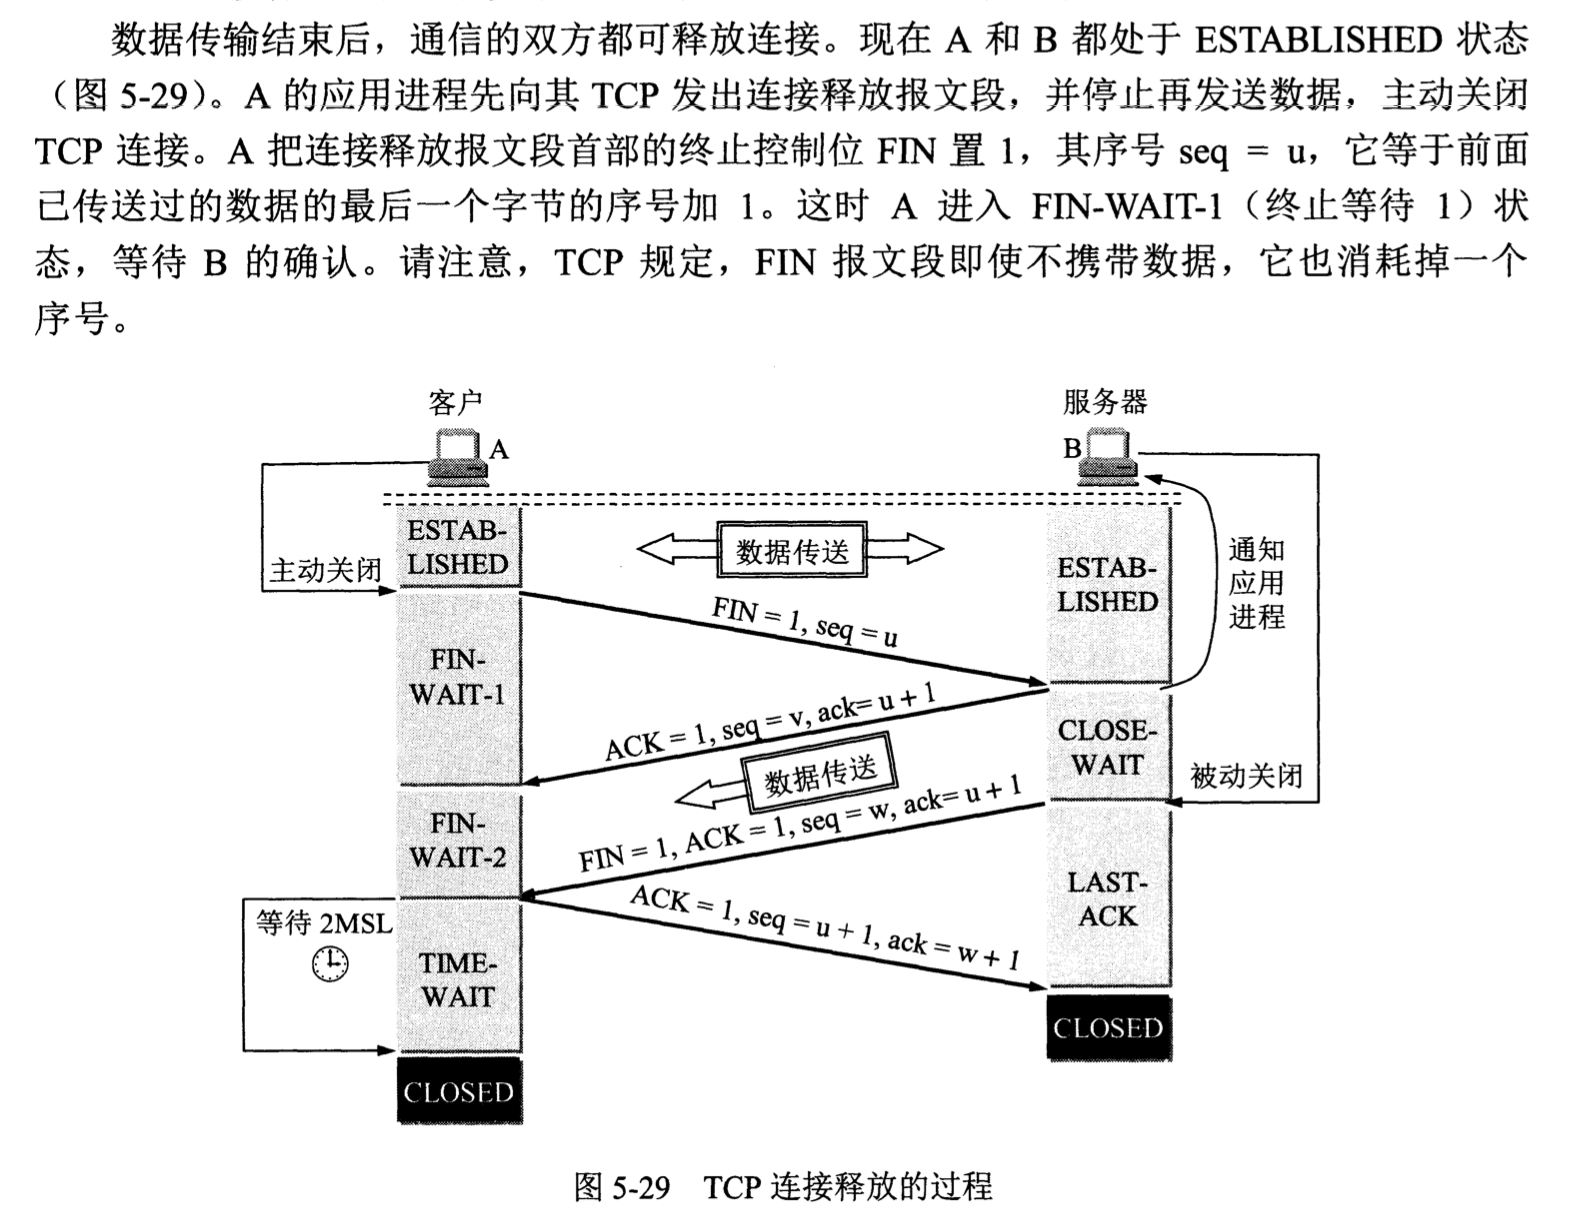 数据传输结束后，通信的双方都可释放连接。现在 A 和 B 都处于 ESTABLISHED 状态
（图 5-29）。A 的应用进程先向其 TCP 发出连接释放报文段，并停止再发送数据，主动关闭
TCP 连接。A 把连接释放报文段首部的终止控制位 FIN 置 1，其序号 seq = u，它等于前面
已传送过的数据的最后一个字节的序号加 1。这时 A 进入 FIN-WAIT-1（终止等待 1）状
态，等待 B 的确认。请注意，TCP 规定，FIN 报文段即使不携带数据，它也消耗掉一个
序号。
客户
服务器
A
B
ESTAB-
LISHED
主动关闭
数据传送
ESTAB-
LISHED
通知
应用
进程
FIN = 1, seq = u
FIN-
WAIT-1
ACK = 1, seq = v, ack= u + 1
CLOSE-
WAIT
数据传送
被动关闭
FIN-
WAIT-2
FIN = 1, ACK = 1, seq = w, ack= u + 1
LAST-
ACK
ACK = 1, seq = u + 1, ack = w + 1
等待 2MSL
TIME-
WAIT
CLOSED
CLOSED
图 5-29 TCP 连接释放的过程